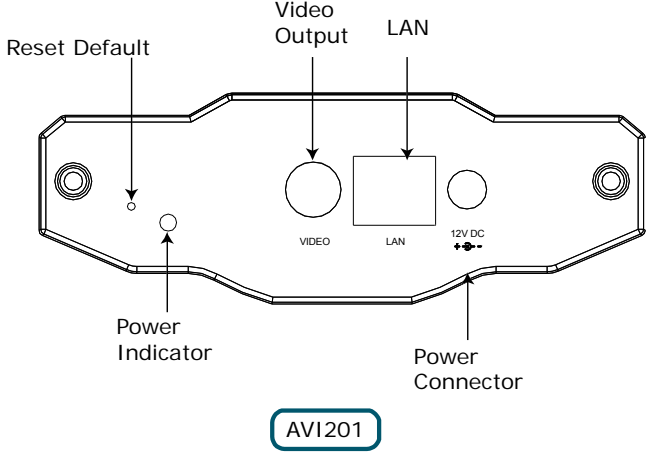 Video
Output
LAN
Reset Default
VIDEO
LAN
12V DC
Power
Indicator
Power
Connector
AVI201